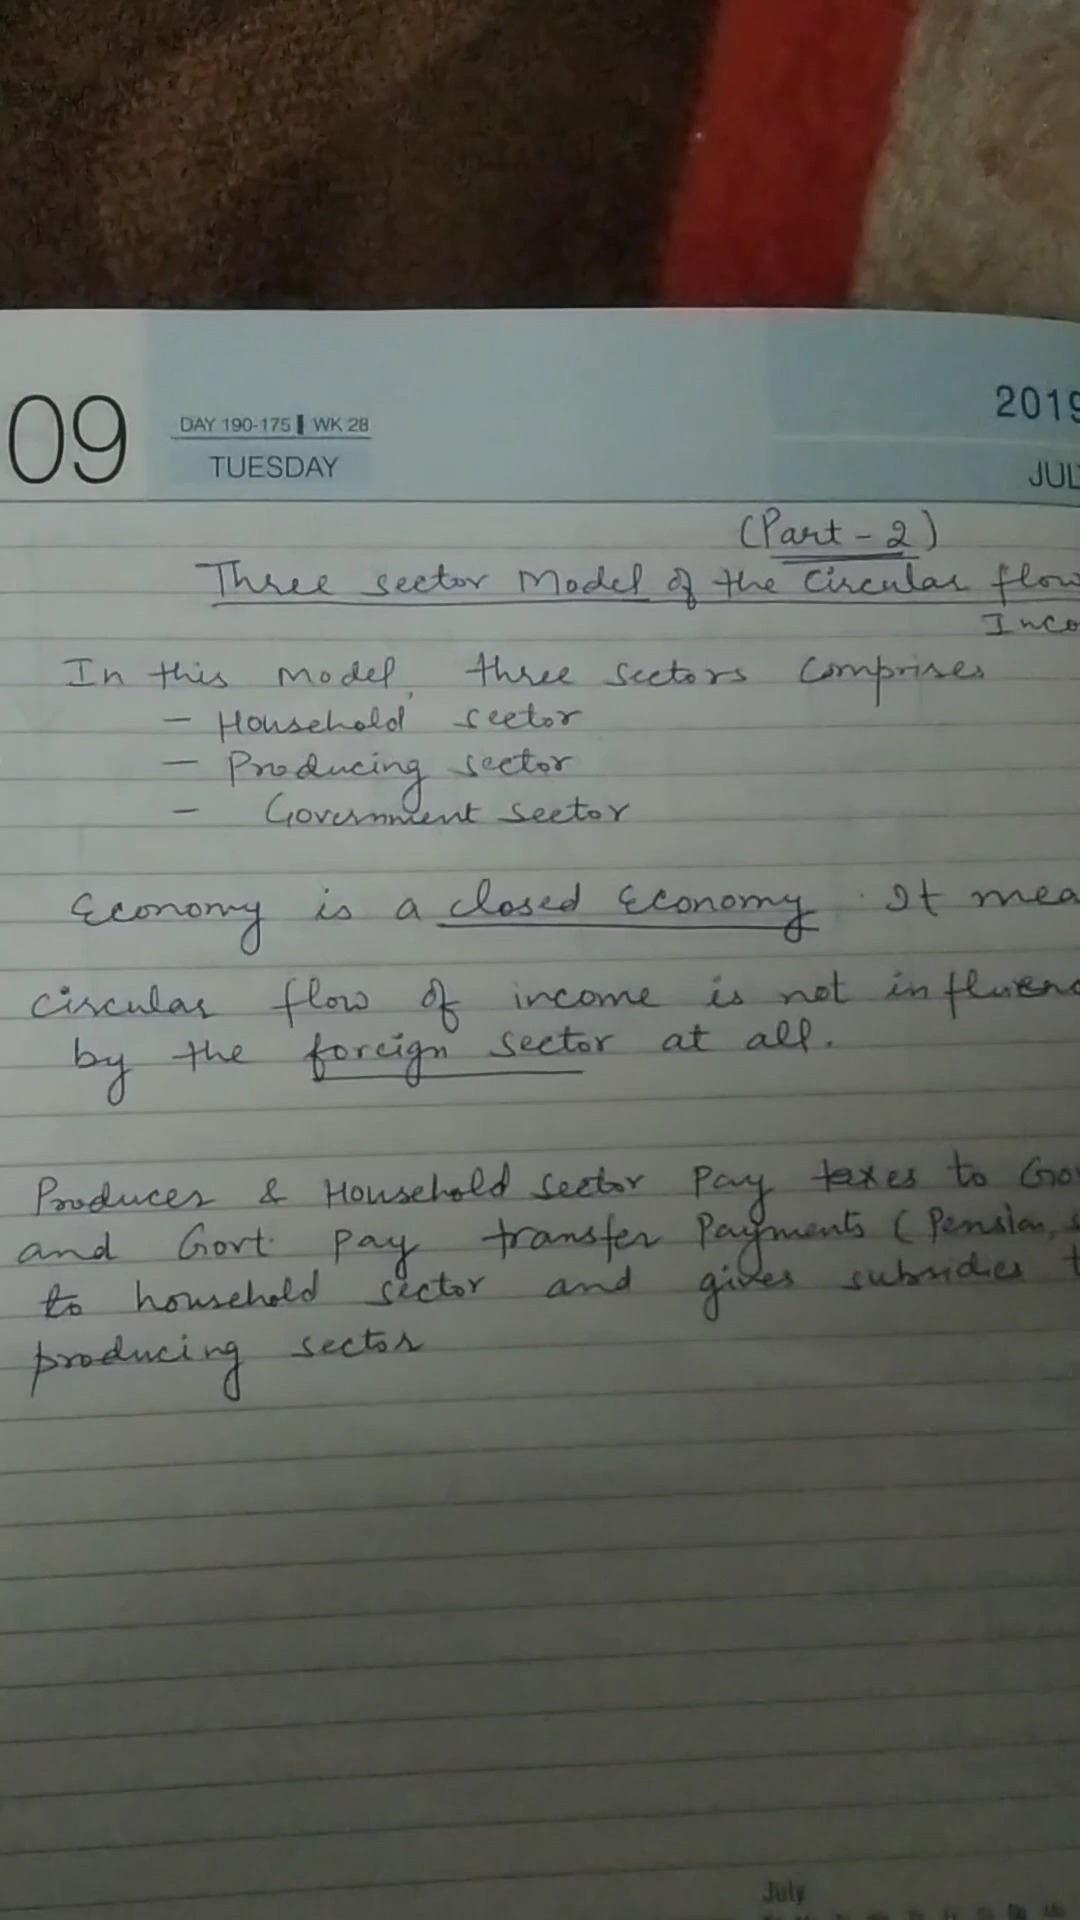 09
DAY 190-175 | WK 28
TUESDAY
2019
JUL
(Part - 2)
Three sector Model of the Circular flow
Inco
In this Model, three sectors comprises
- Household sector
- Producing sector
- Government sector
Economy is a closed Economy. It mea
circular flow of income is not influenc
by the foreign sector at all.
Producer & Household sector pay taxes to Gov
and Govt. pay transfer Payments (Pension, s
to household sector and gives subsidies t
producing sector
July